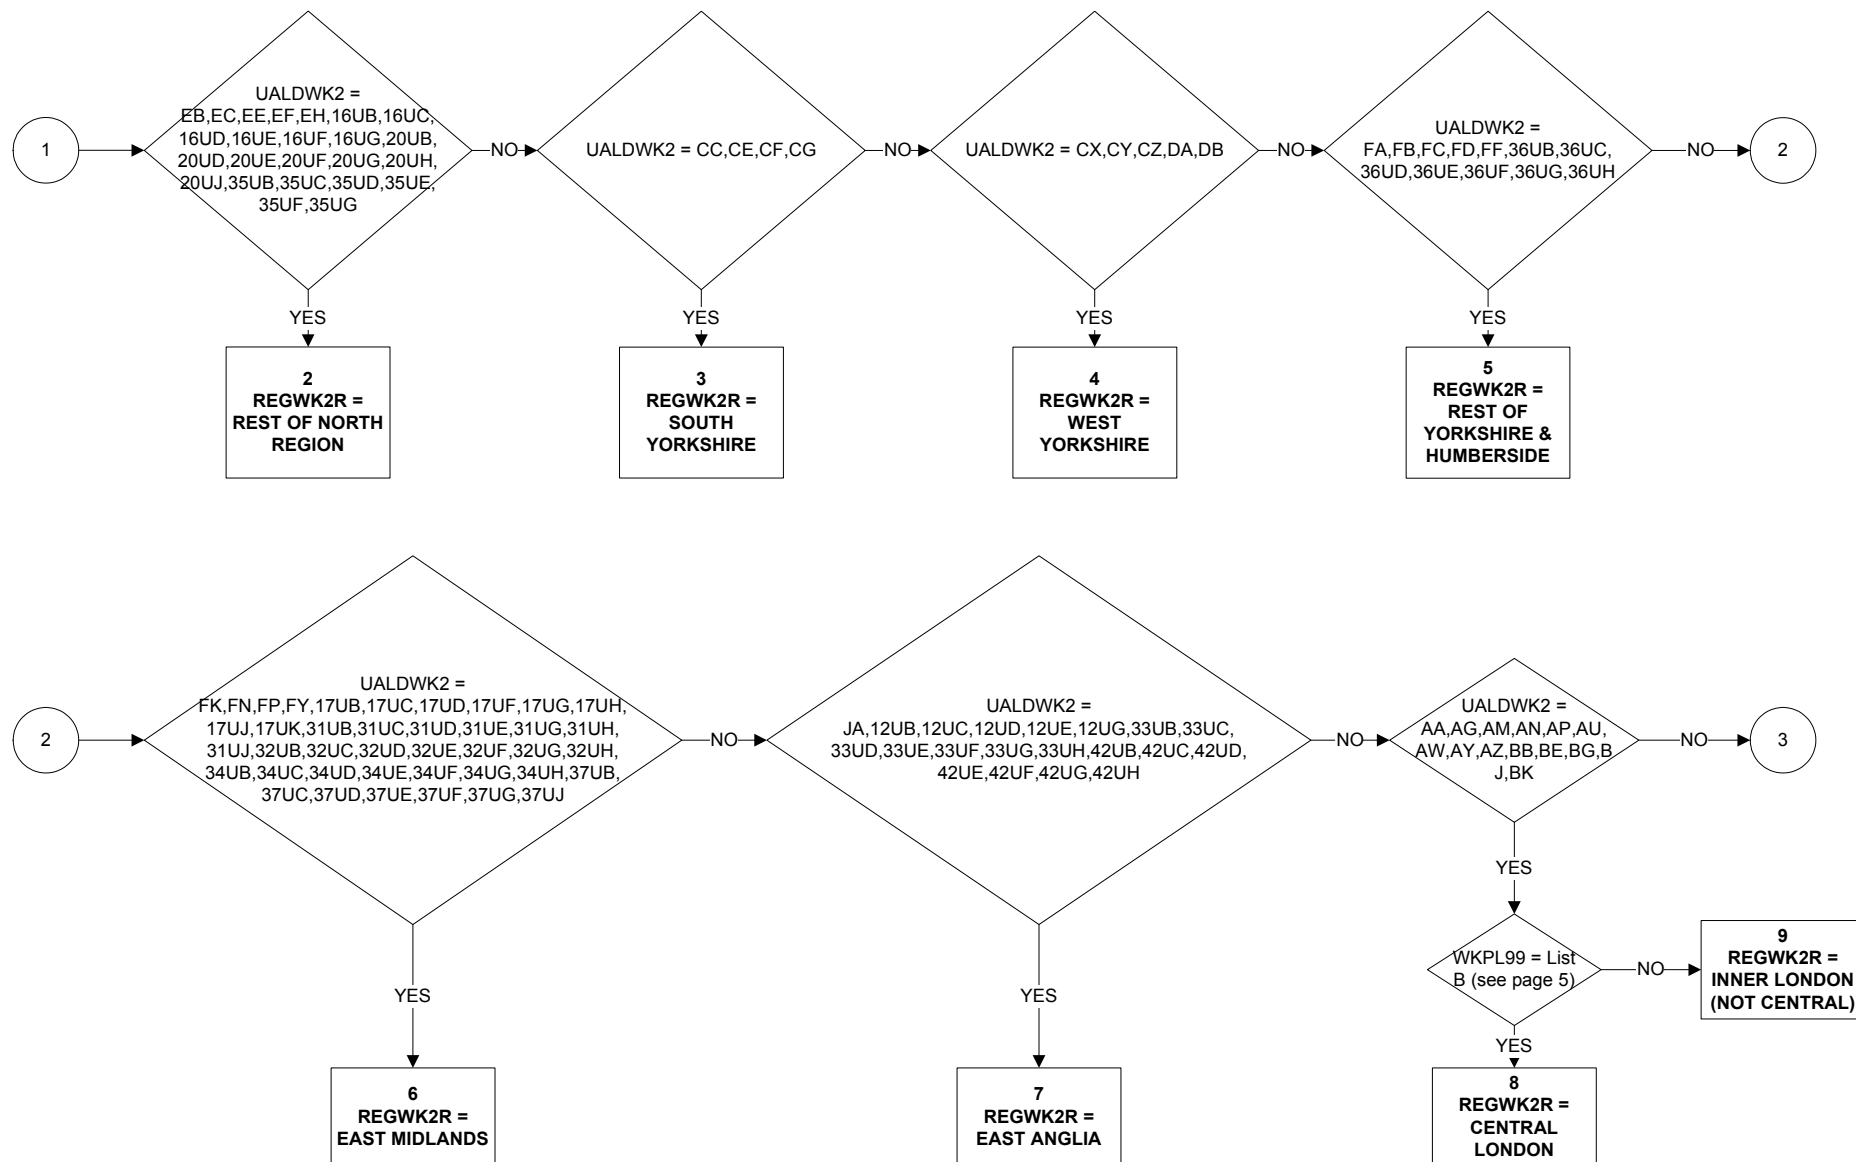 1
UALDWK2 =
EB,EC,EE,EF,EH,16UB,16UC,
16UD,16UE,16UF,16UG,20UB,
20UD,20UE,20UF,20UG,20UH,
20UJ,35UB,35UC,35UD,35UE,
35UF,35UG
NO
UALDWK2 = CC,CE,CF,CG
NO
UALDWK2 = CX,CY,CZ,DA,DB
NO
UALDWK2 =
FA,FB,FC,FD,FF,36UB,36UC,
36UD,36UE,36UF,36UG,36UH
NO
2
YES
YES
YES
YES
2
REGWK2R =
REST OF NORTH
REGION
3
REGWK2R =
SOUTH
YORKSHIRE
4
REGWK2R =
WEST
YORKSHIRE
5
REGWK2R =
REST OF
YORKSHIRE &
HUMBERSIDE
2
UALDWK2 =
FK,FN,FP,FY,17UB,17UC,17UD,17UF,17UG,17UH,
17UJ,17UK,31UB,31UC,31UD,31UE,31UG,31UH,
31UJ,32UB,32UC,32UD,32UE,32UF,32UG,32UH,
34UB,34UC,34UD,34UE,34UF,34UG,34UH,37UB,
37UC,37UD,37UE,37UF,37UG,37UJ
NO
UALDWK2 =
JA,12UB,12UC,12UD,12UE,12UG,33UB,33UC,
33UD,33UE,33UF,33UG,33UH,42UB,42UC,42UD,
42UE,42UF,42UG,42UH
NO
UALDWK2 =
AA,AG,AM,AN,AP,AU,
AW,AY,AZ,BB,BE,BG,B
J,BK
NO
3
YES
WKPL99 = List
B (see page 5)
NO
9
REGWK2R =
INNER LONDON
(NOT CENTRAL)
YES
YES
YES
6
REGWK2R =
EAST MIDLANDS
7
REGWK2R =
EAST ANGLIA
8
REGWK2R =
CENTRAL
LONDON